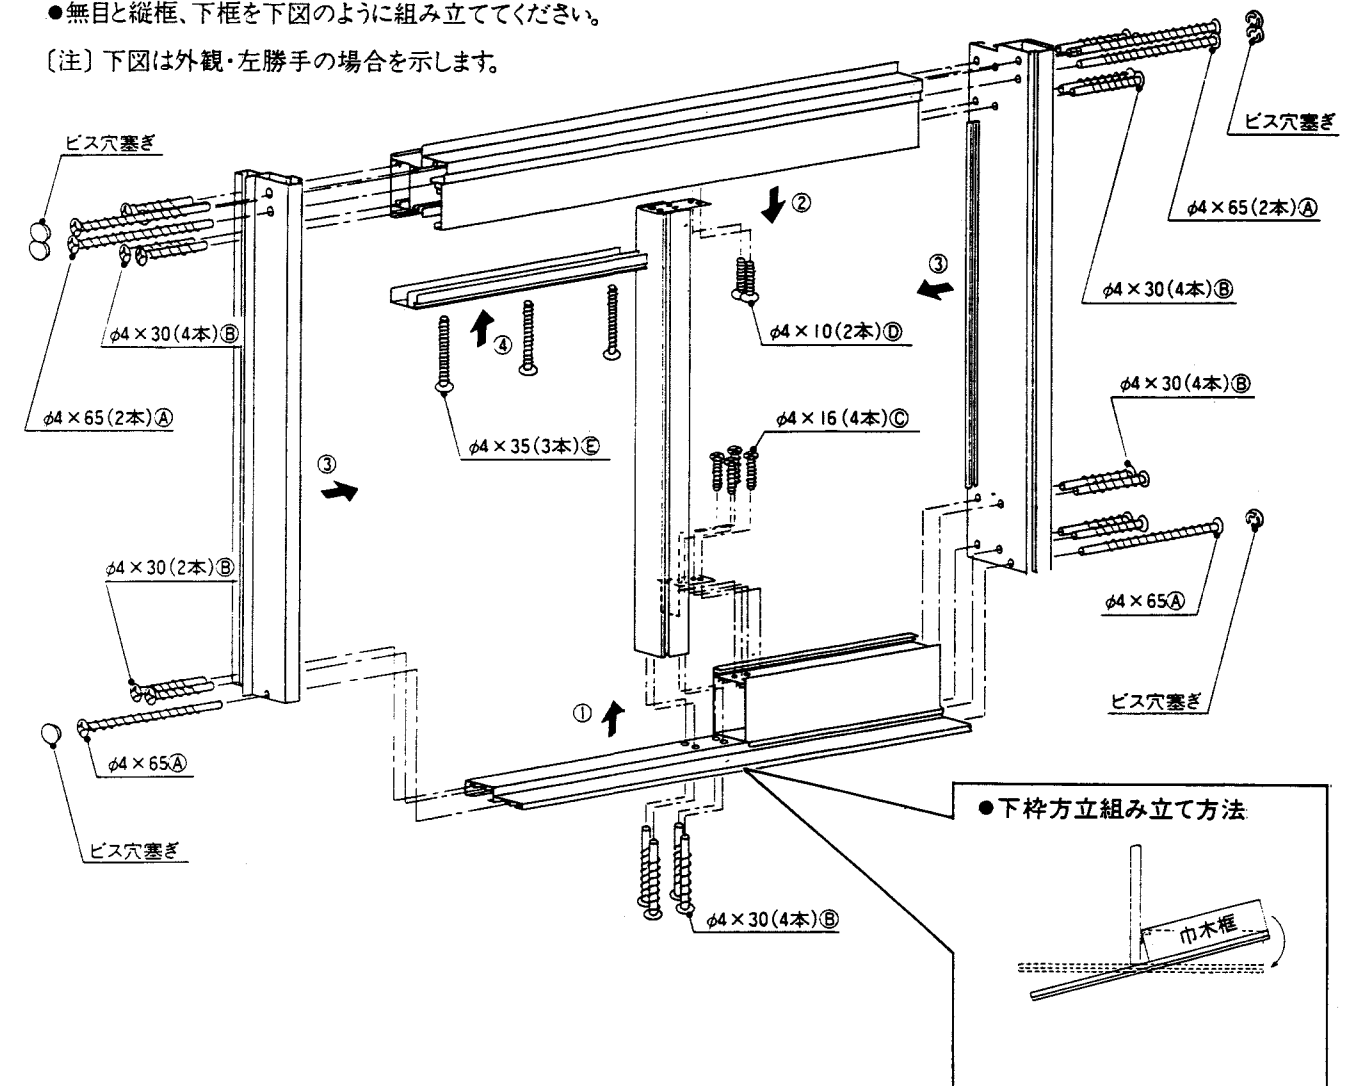 ●無目と縦框、下框を下図のように組み立ててください。
〔注〕下図は外観・左勝手の場合を示します。
ビス穴塞ぎ
ビス穴塞ぎ
②
φ4×65(2本)Ⓐ
③
φ4×30(4本)Ⓑ
φ4×30(4本)Ⓑ
④
φ4×10(2本)Ⓓ
φ4×30(4本)Ⓑ
φ4×65(2本)Ⓐ
φ4×35(3本)Ⓔ
φ4×16(4本)Ⓒ
③
φ4×30(2本)Ⓑ
φ4×65Ⓐ
ビス穴塞ぎ
①
φ4×65Ⓐ
ビス穴塞ぎ
φ4×30(4本)Ⓑ
●下枠方立組み立て方法
巾木框